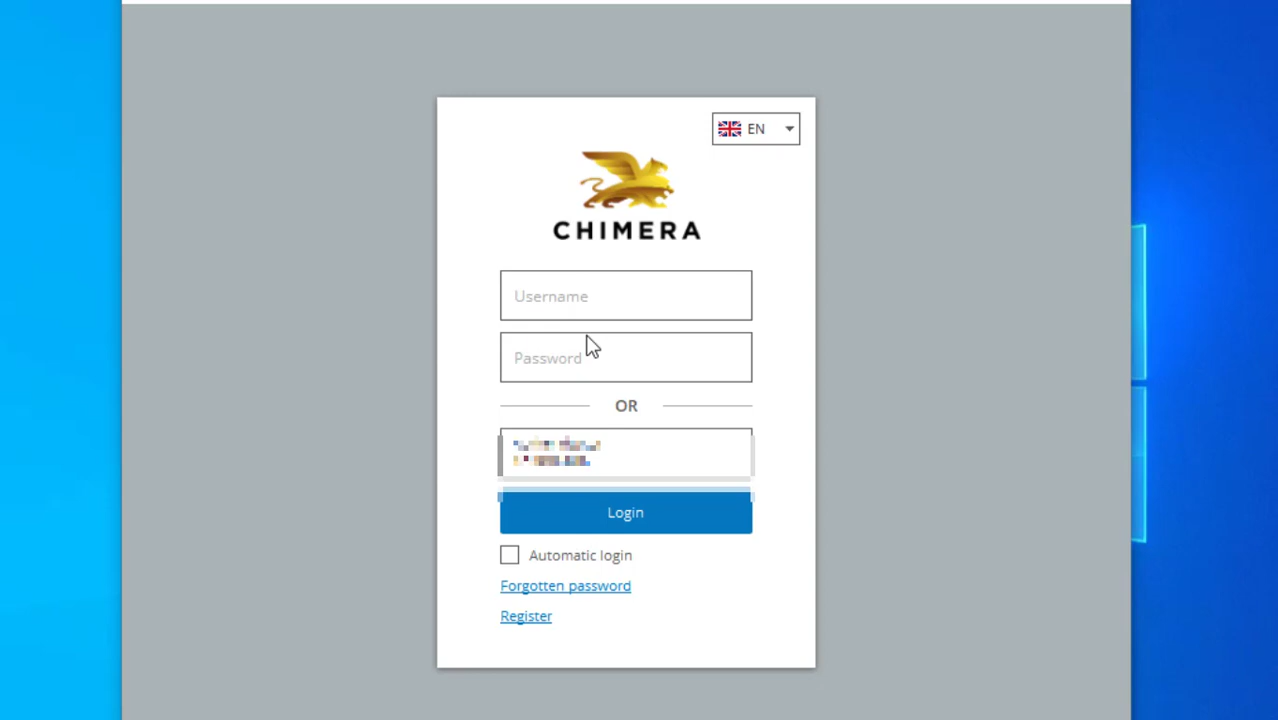 EN
CHIMERA
Username
Password
OR
Login
Automatic login
Forgotten password
Register